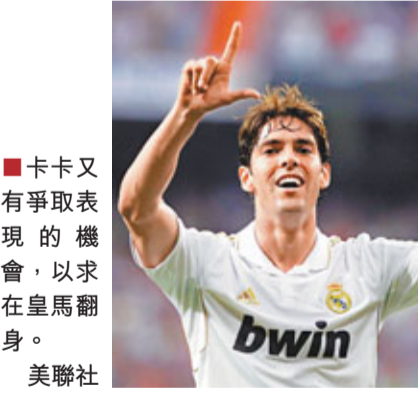 ■卡卡又
有爭取表
現的機
會，以求
在皇馬翻
身。
美聯社
bwin